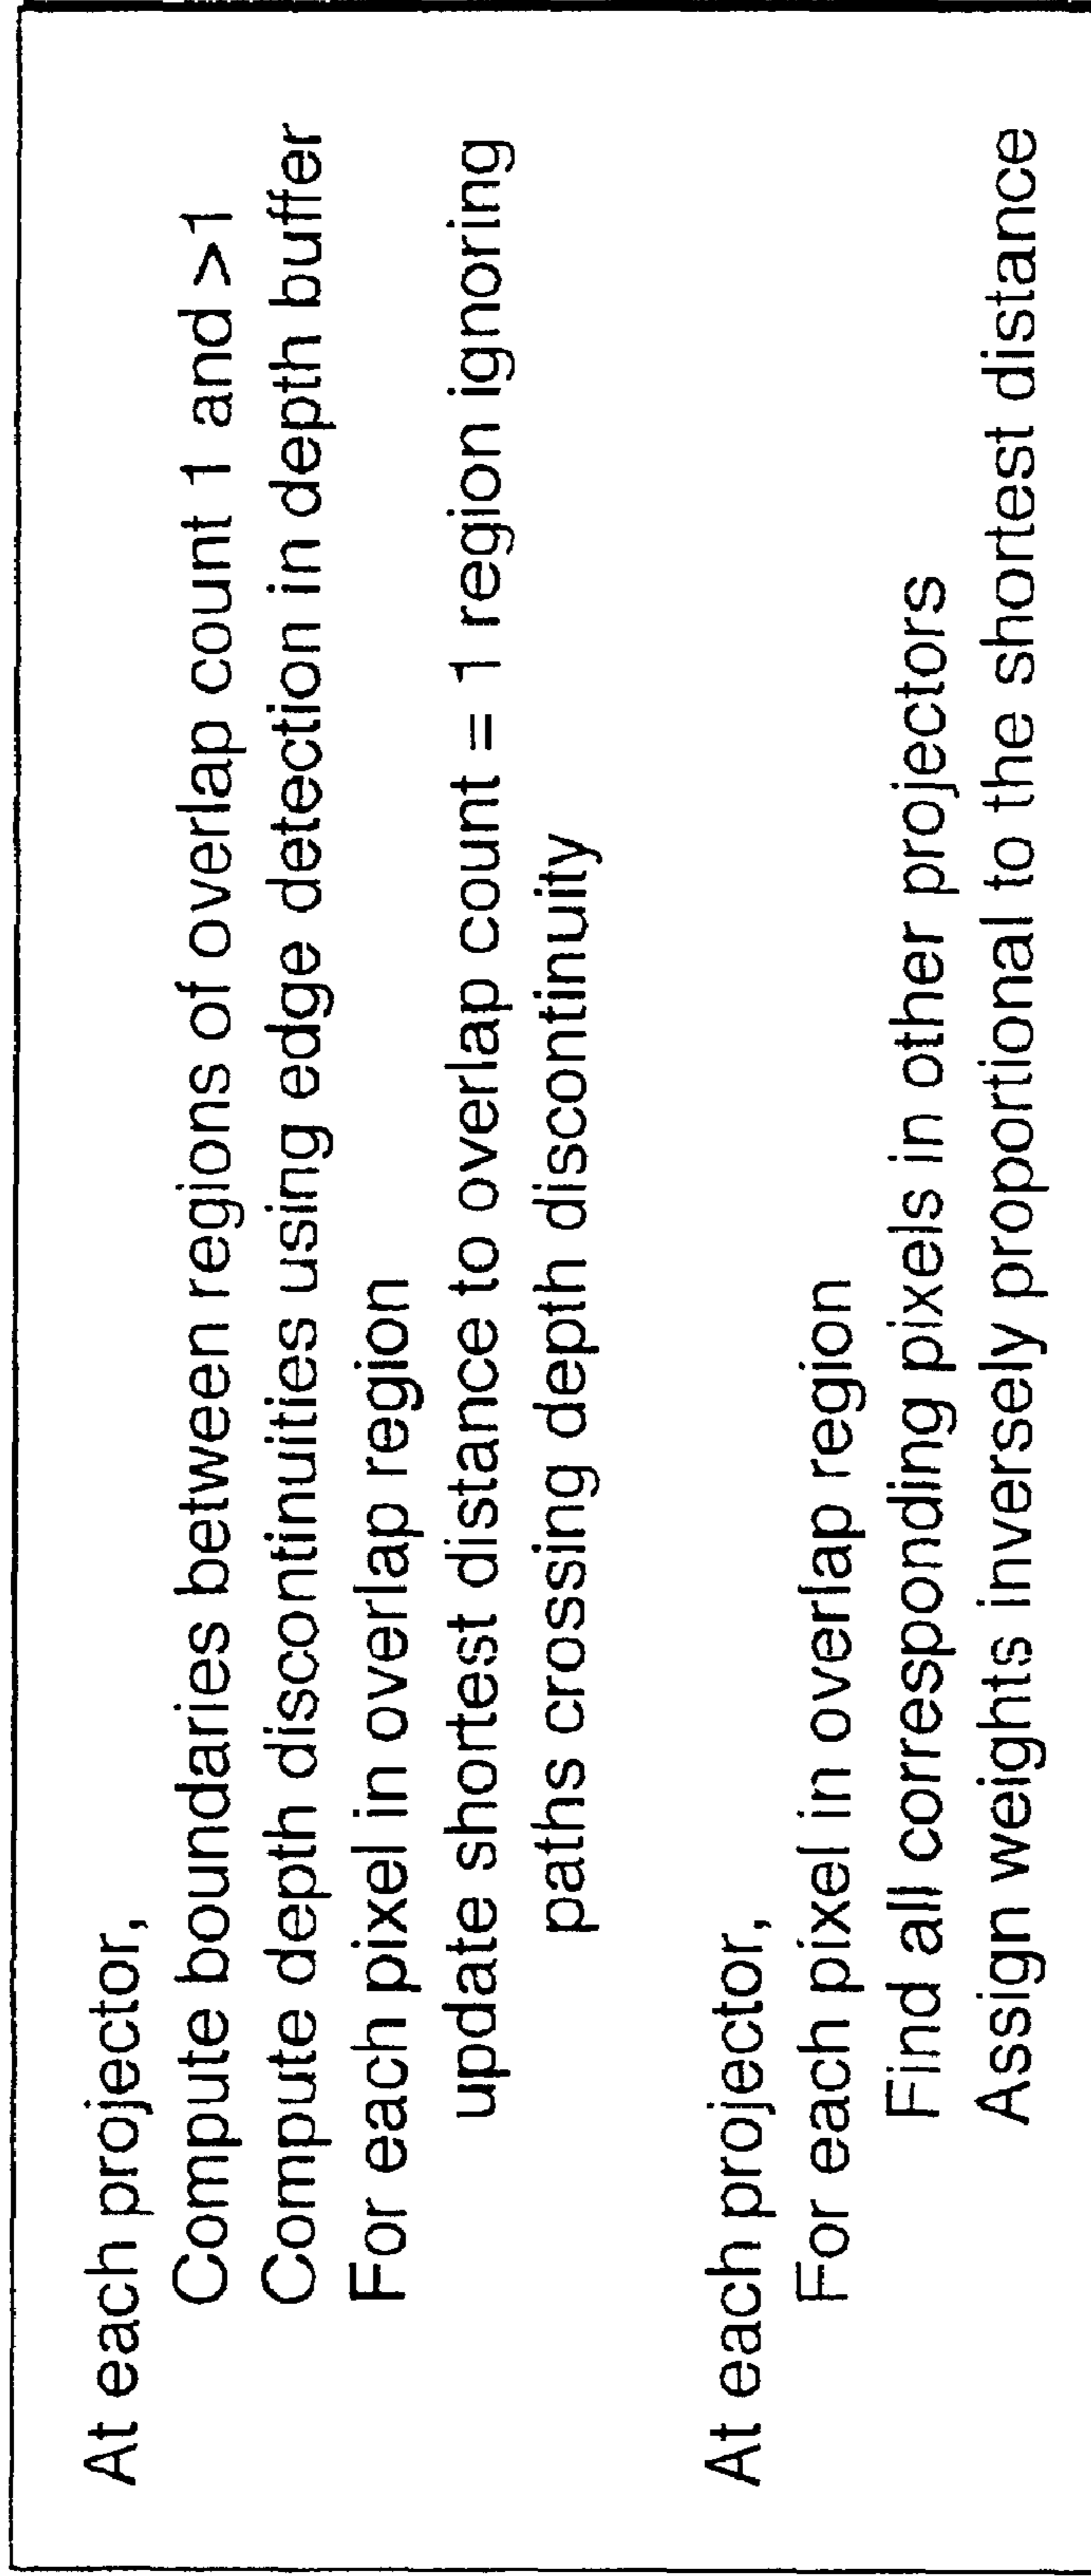 At each projector,
Compute boundaries between regions of overlap count 1 and >1
Compute depth discontinuities using edge detection in depth buffer
For each pixel in overlap region
update shortest distance to overlap count = 1 region ignoring
paths crossing depth discontinuity
At each projector,
For each pixel in overlap region
Find all corresponding pixels in other projectors
Assign weights inversely proportional to the shortest distance